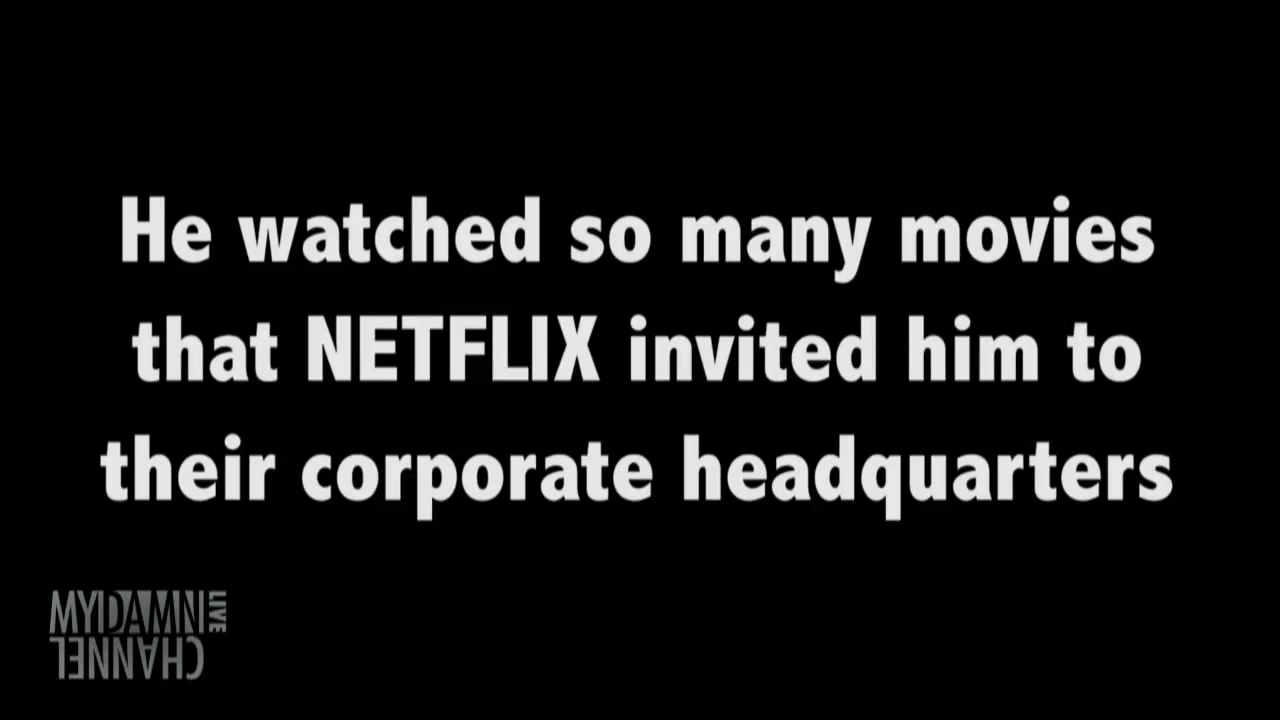 He watched so many movies
that NETFLIX invited him to
their corporate headquarters
MYDAMN LIVE
CHANNEL